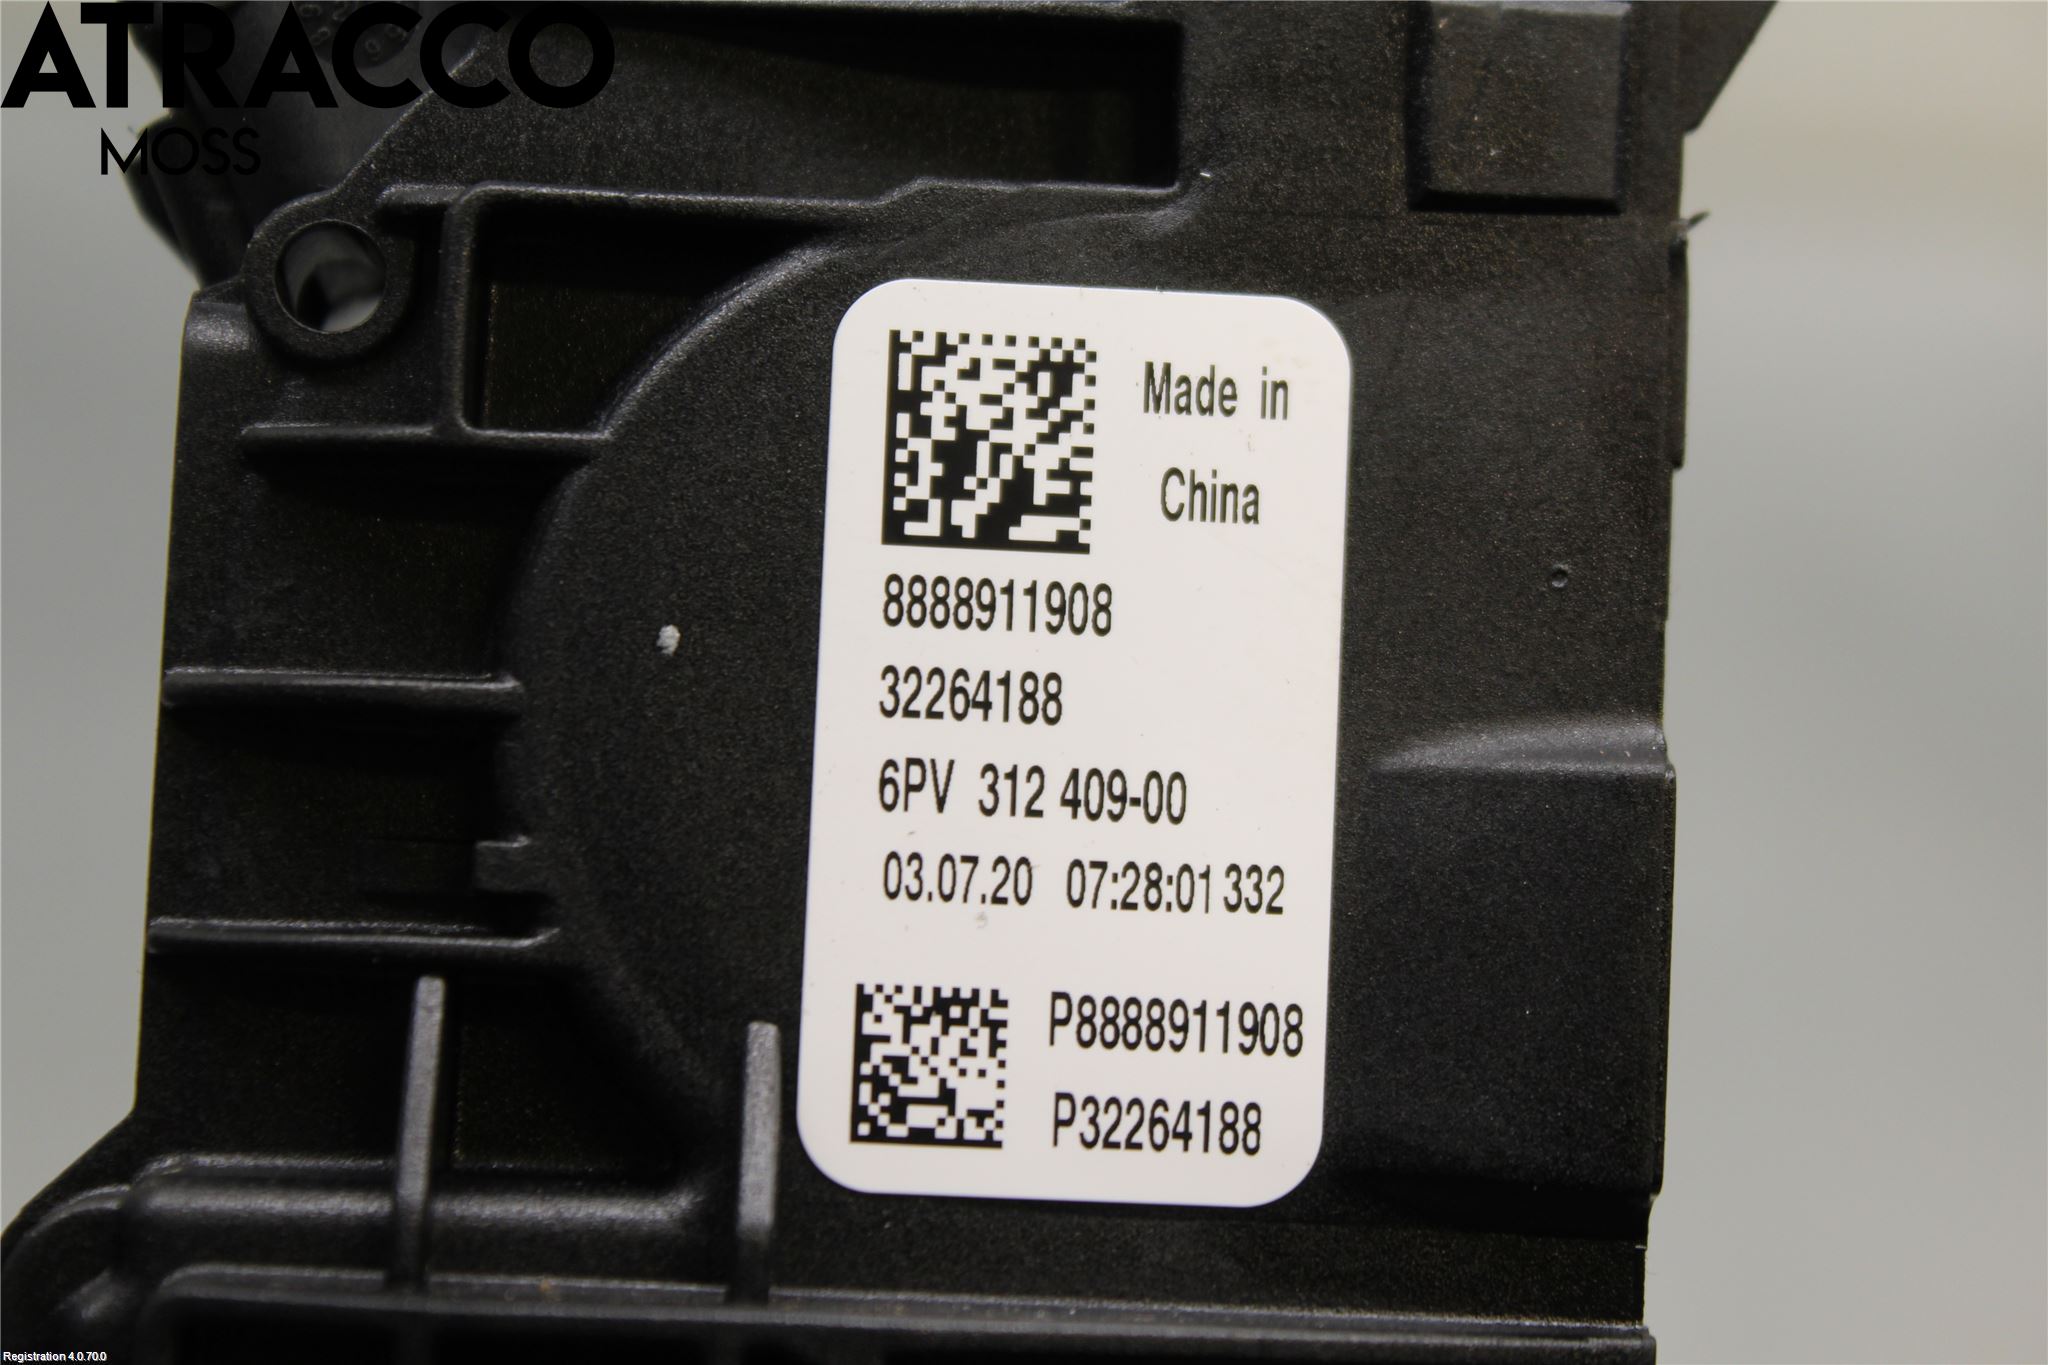 ATRACCO
MOSS
Made in
China
8888911908
32264188
6PV 312 409-00
03.07.20 07:28:01 332
P8888911908
P32264188
Registration 4.0.70.0